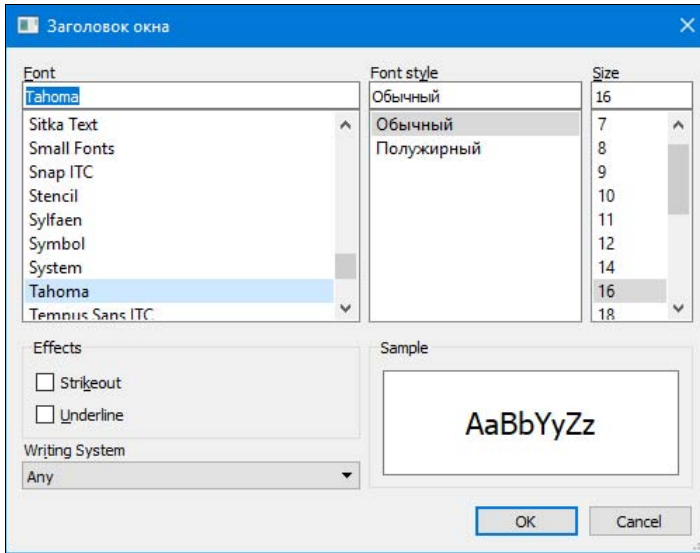 Заголовок окна
Font
Tahoma
Sitka Text
Small Fonts
Snap ITC
Stencil
Sylfaen
Symbol
System
Tahoma
Tempus Sans ITC
Font style
Обычный
Обычный
Полужирный
Size
16
7
8
9
10
11
12
14
16
18
Effects
Strikeout
Underline
Writing System
Any
Sample
AaBbYyZz
OK
Cancel